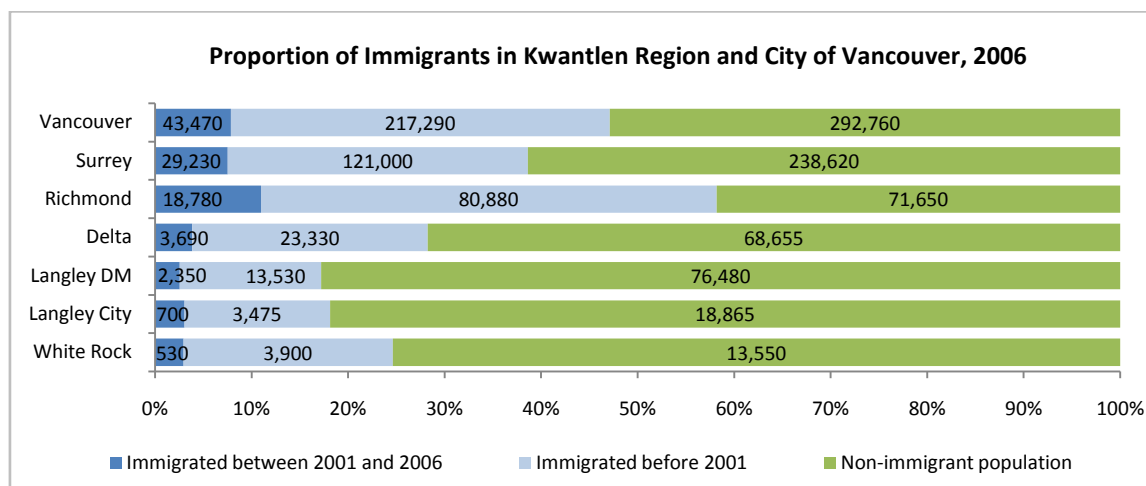 Proportion of Immigrants in Kwantlen Region and City of Vancouver, 2006
Vancouver 43,470 217,290 292,760
Surrey 29,230 121,000 238,620
Richmond 18,780 80,880 71,650
Delta 3,690 23,330 68,655
Langley DM 2,350 13,530 76,480
Langley City 700 3,475 18,865
White Rock 530 3,900 13,550
0% 10% 20% 30% 40% 50% 60% 70% 80% 90% 100%
Immigrated between 2001 and 2006 Immigrated before 2001 Non-immigrant population